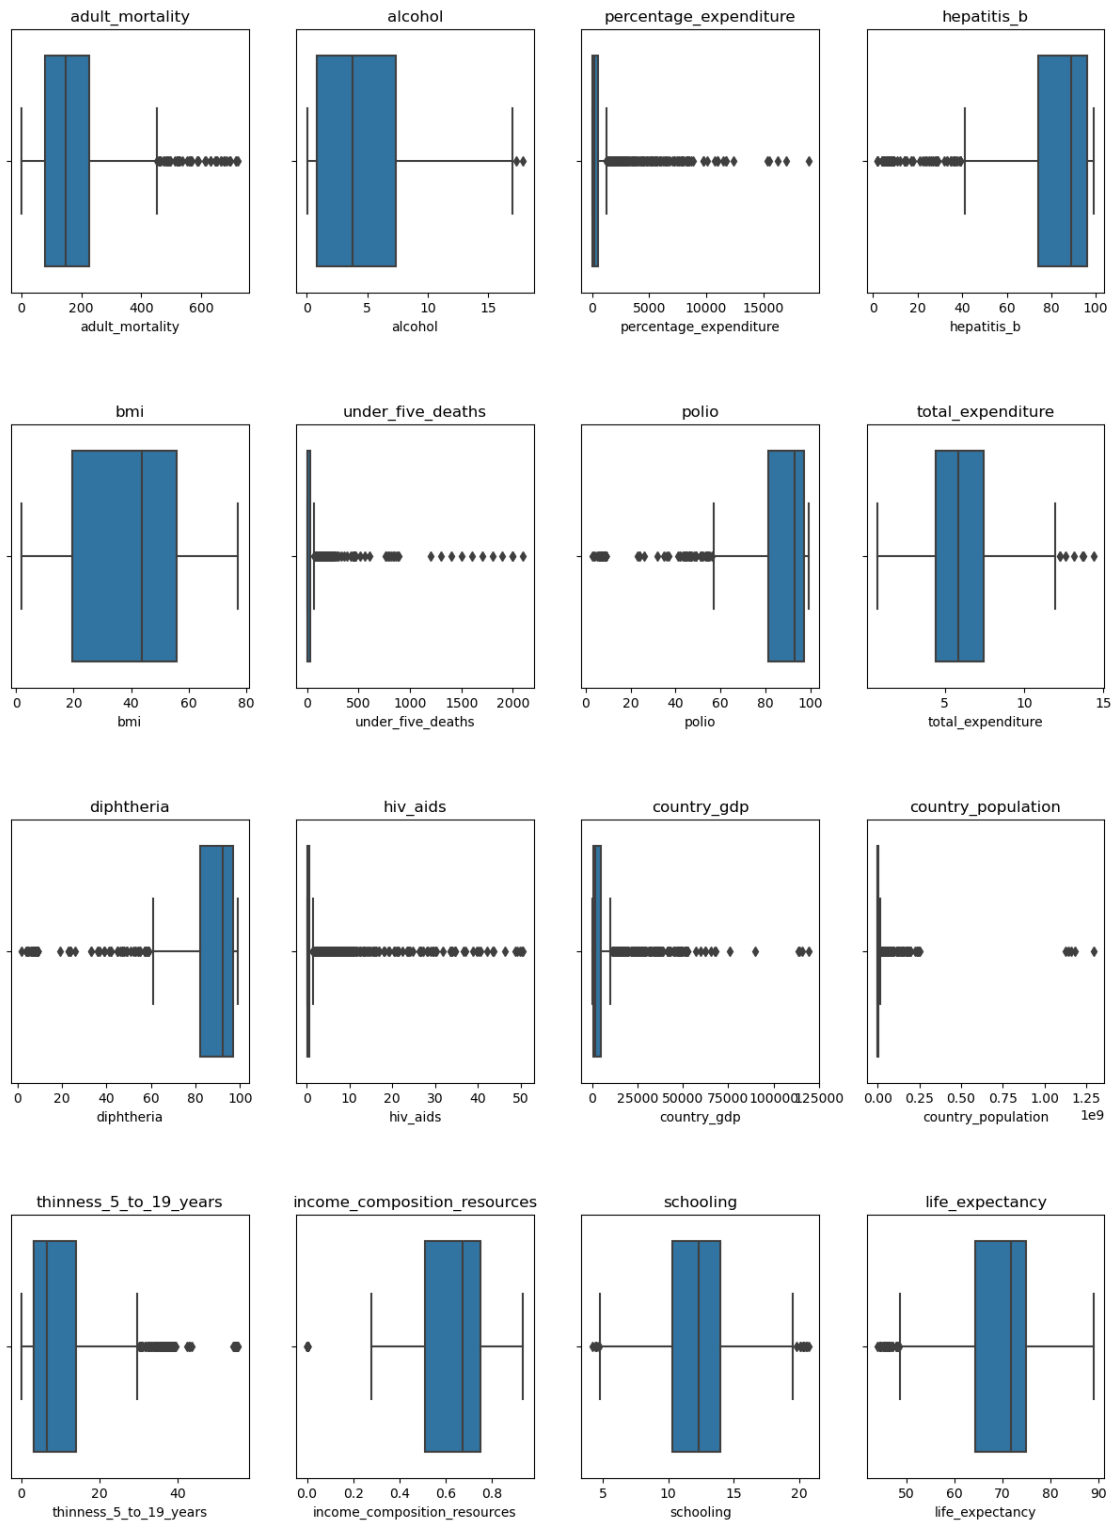 adult_mortality
alcohol
percentage_expenditure
hepatitis_b
0 200 400 600
0 5 10 15
0 5000 10000 15000
0 20 40 60 80 100
adult_mortality
alcohol
percentage_expenditure
hepatitis_b
bmi
under_five_deaths
polio
total_expenditure
0 20 40 60 80
0 500 1000 1500 2000
0 20 40 60 80 100
5 10 15
bmi
under_five_deaths
polio
total_expenditure
diphtheria
hiv_aids
country_gdp
country_population
0 20 40 60 80 100
0 10 20 30 40 50
0 25000 50000 75000 100000 125000
0.00 0.25 0.50 0.75 1.00 1.25
1e9
diphtheria
hiv_aids
country_gdp
country_population
thinness_5_to_19_years
income_composition_resources
schooling
life_expectancy
0 20 40
0.0 0.2 0.4 0.6 0.8
5 10 15 20
50 60 70 80 90
thinness_5_to_19_years
income_composition_resources
schooling
life_expectancy